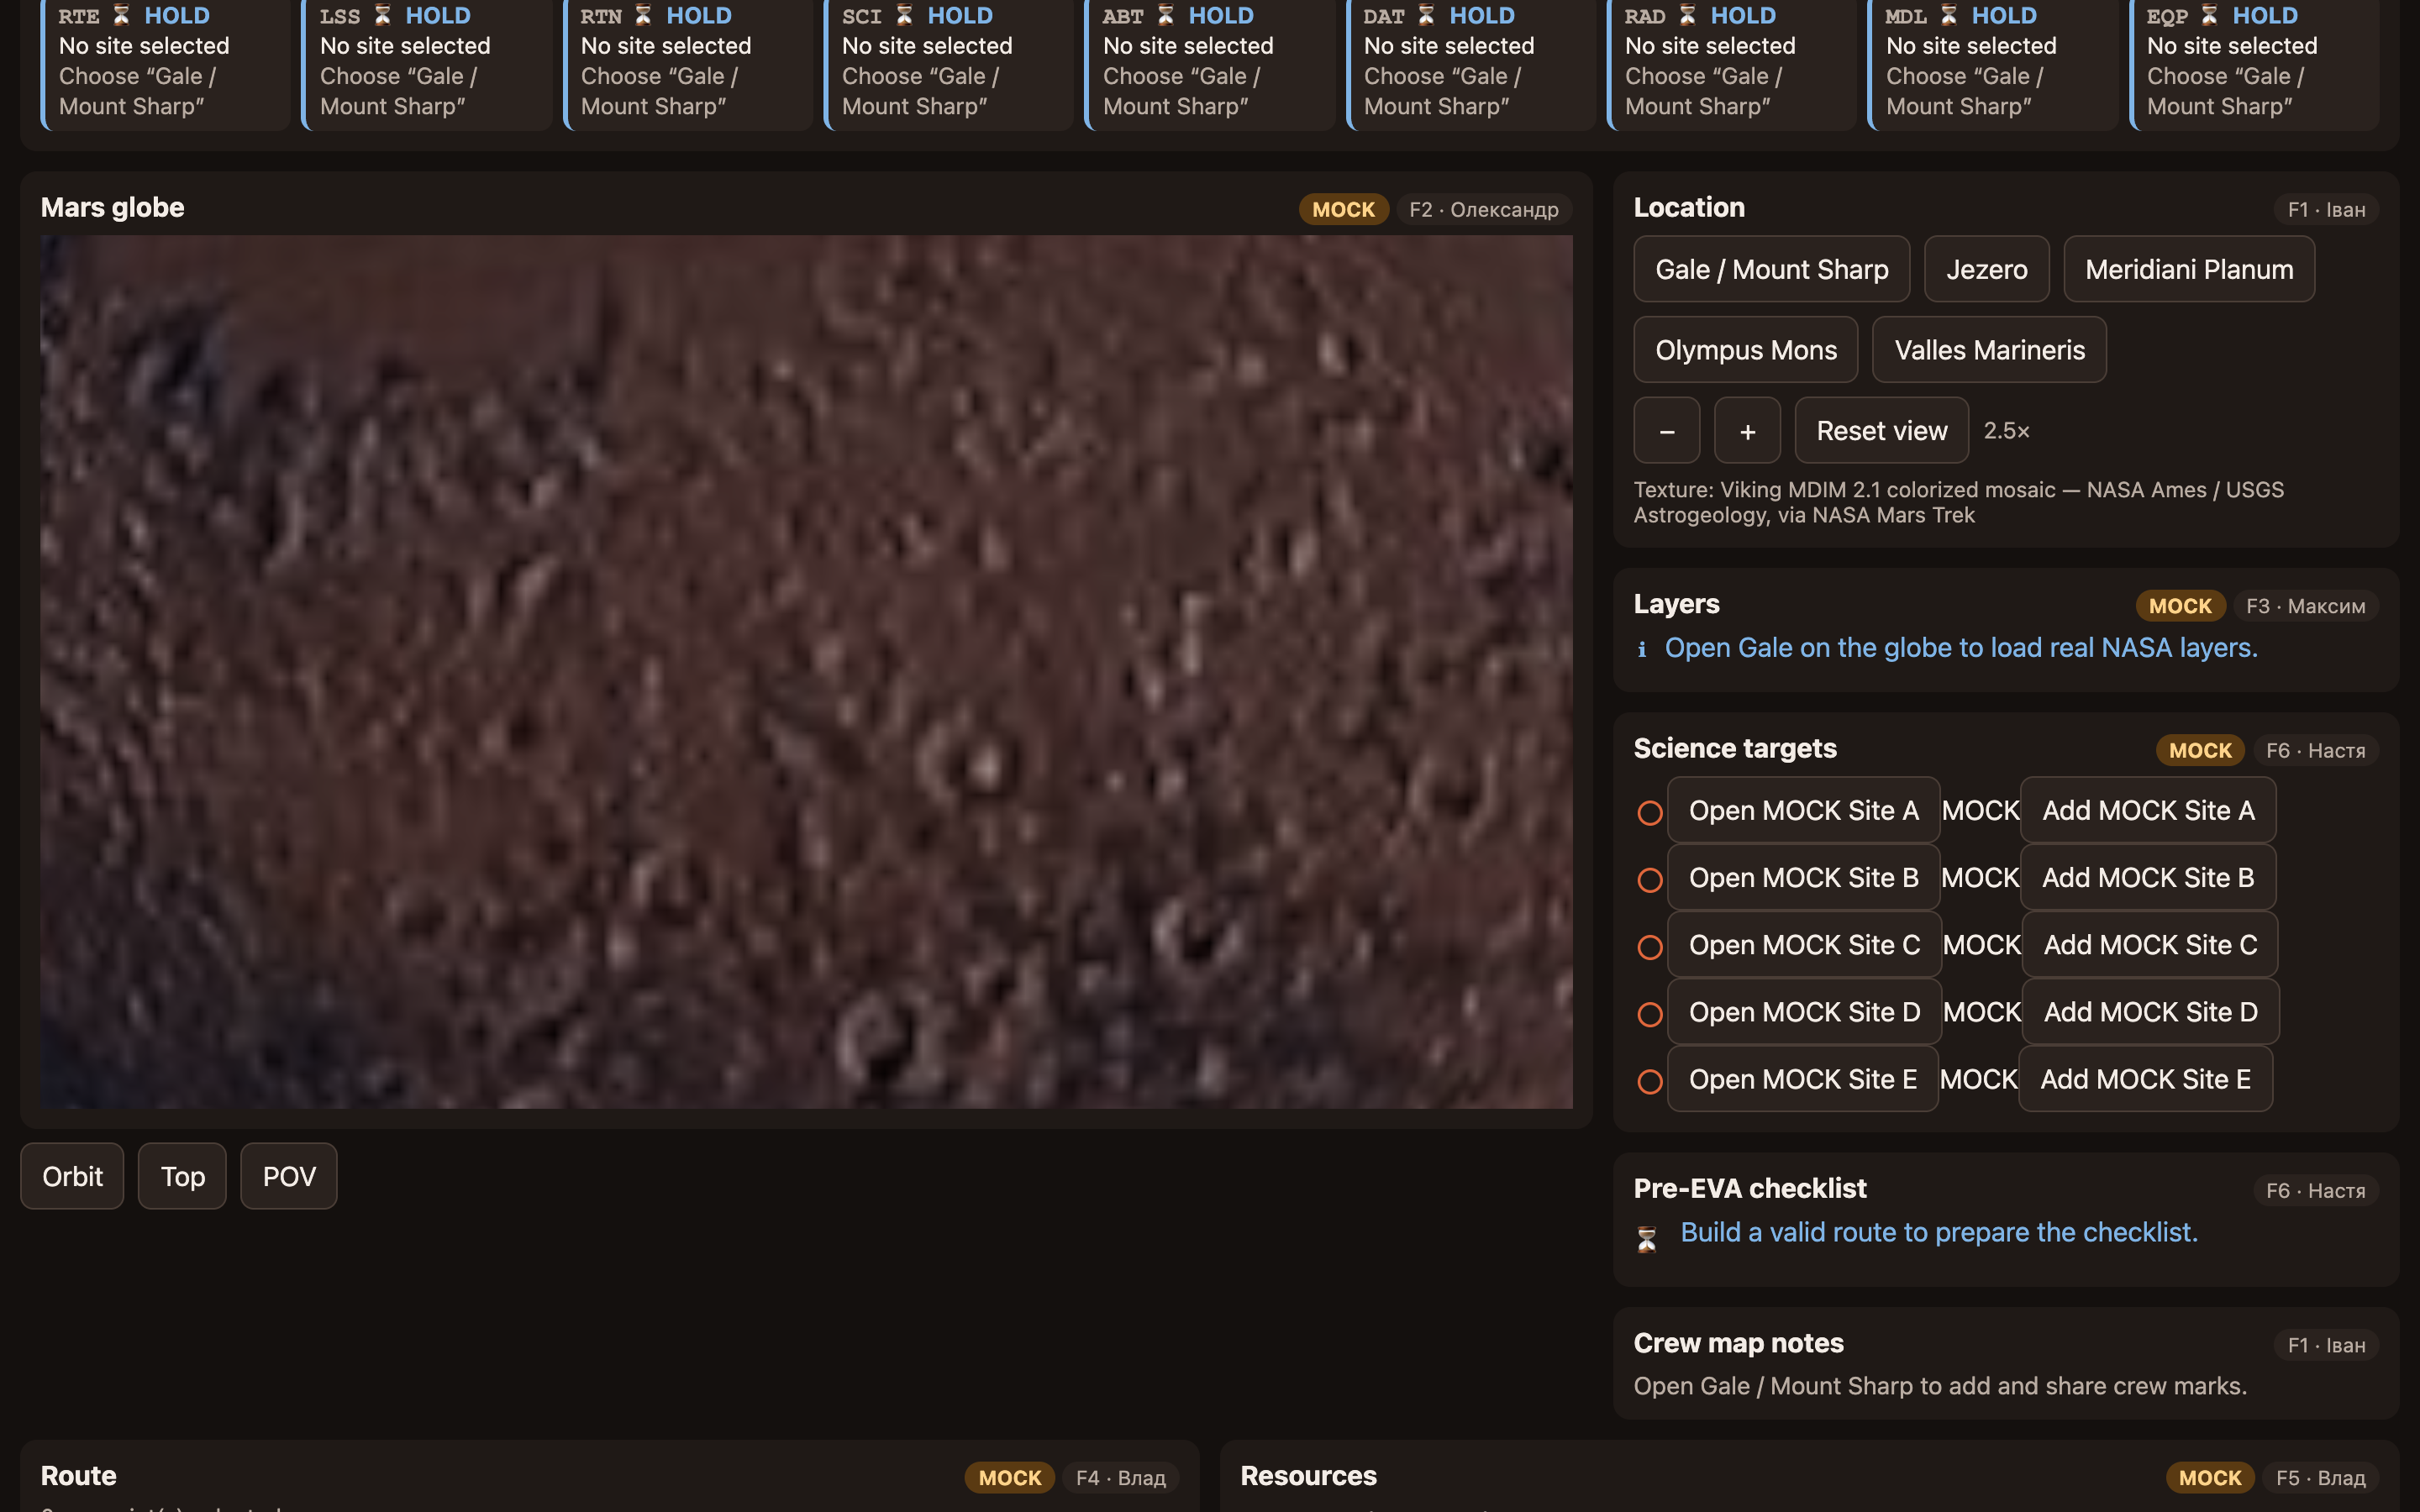 RTE ⏳ HOLD
No site selected
Choose “Gale /
Mount Sharp”
LSS ⏳ HOLD
No site selected
Choose “Gale /
Mount Sharp”
RTN ⏳ HOLD
No site selected
Choose “Gale /
Mount Sharp”
SCI ⏳ HOLD
No site selected
Choose “Gale /
Mount Sharp”
ABT ⏳ HOLD
No site selected
Choose “Gale /
Mount Sharp”
DAT ⏳ HOLD
No site selected
Choose “Gale /
Mount Sharp”
RAD ⏳ HOLD
No site selected
Choose “Gale /
Mount Sharp”
MDL ⏳ HOLD
No site selected
Choose “Gale /
Mount Sharp”
EQP ⏳ HOLD
No site selected
Choose “Gale /
Mount Sharp”
Mars globe
MOCK F2 · Олександр
Orbit Top POV
Location
F1 · Іван
Gale / Mount Sharp Jezero Meridiani Planum
Olympus Mons Valles Marineris
− + Reset view 2.5×
Texture: Viking MDIM 2.1 colorized mosaic — NASA Ames / USGS
Astrogeology, via NASA Mars Trek
Layers
MOCK F3 · Максим
ℹ Open Gale on the globe to load real NASA layers.
Science targets
MOCK F6 · Настя
Open MOCK Site A MOCK Add MOCK Site A
Open MOCK Site B MOCK Add MOCK Site B
Open MOCK Site C MOCK Add MOCK Site C
Open MOCK Site D MOCK Add MOCK Site D
Open MOCK Site E MOCK Add MOCK Site E
Pre-EVA checklist
F6 · Настя
⏳ Build a valid route to prepare the checklist.
Crew map notes
F1 · Іван
Open Gale / Mount Sharp to add and share crew marks.
Route
MOCK F4 · Влад
Resources
MOCK F5 · Влад